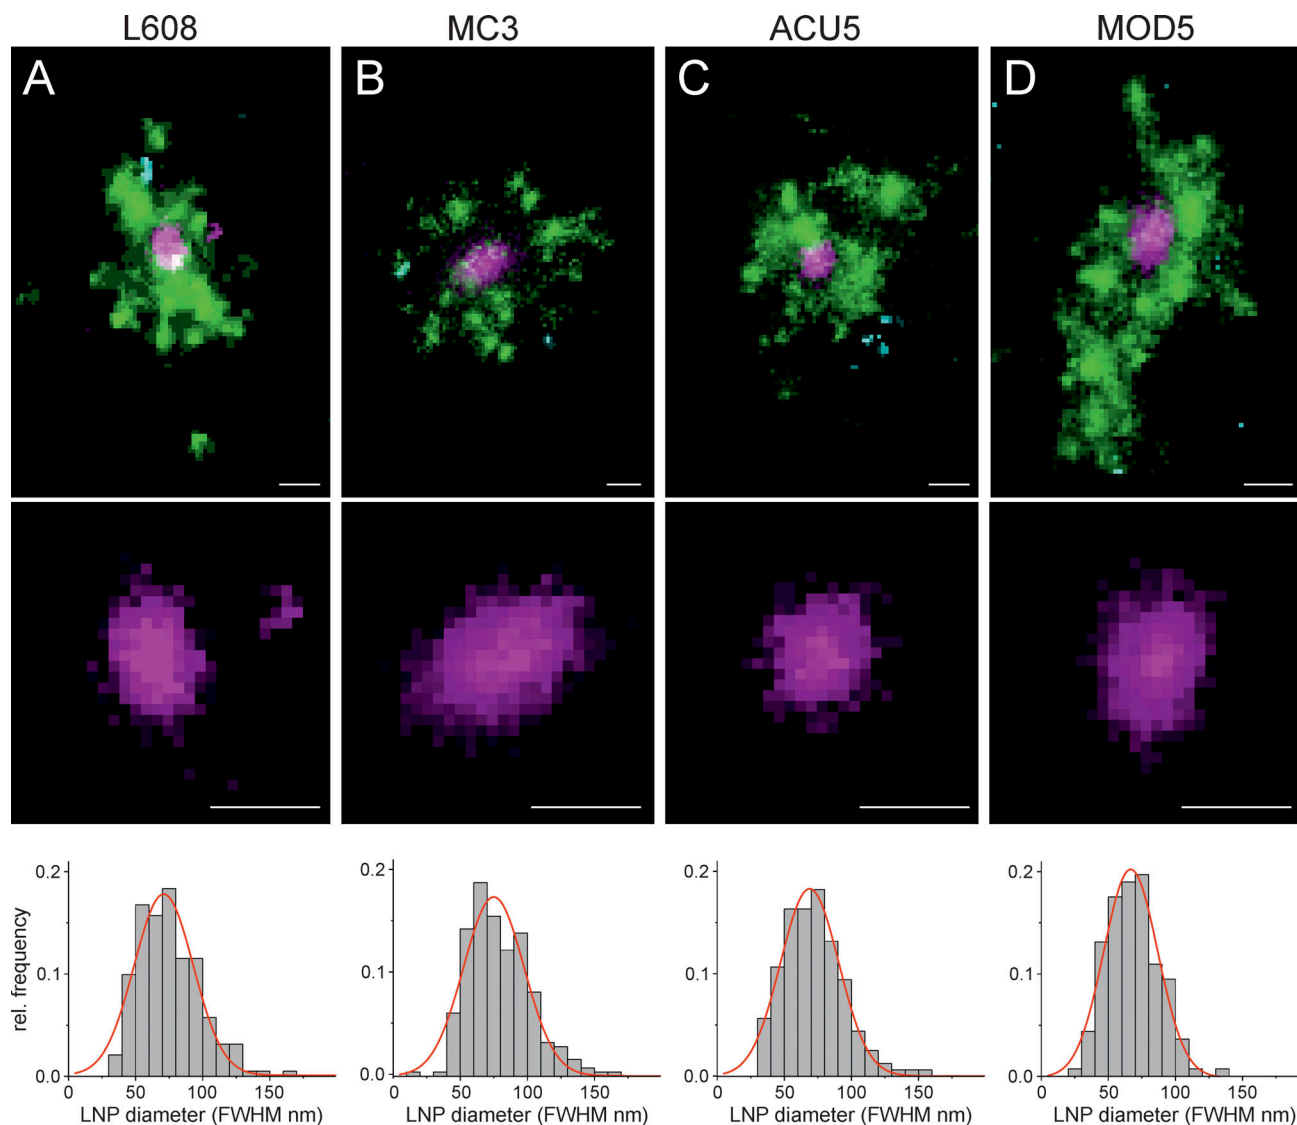 L608 MC3 ACU5 MOD5
A B C D
0.2 0.2 0.2 0.2
0.1 0.1 0.1 0.1
0.0 0.0 0.0 0.0
rel. frequency
0 50 100 150 0 50 100 150 0 50 100 150 0 50 100 150
LNP diameter (FWHM nm) LNP diameter (FWHM nm) LNP diameter (FWHM nm) LNP diameter (FWHM nm)